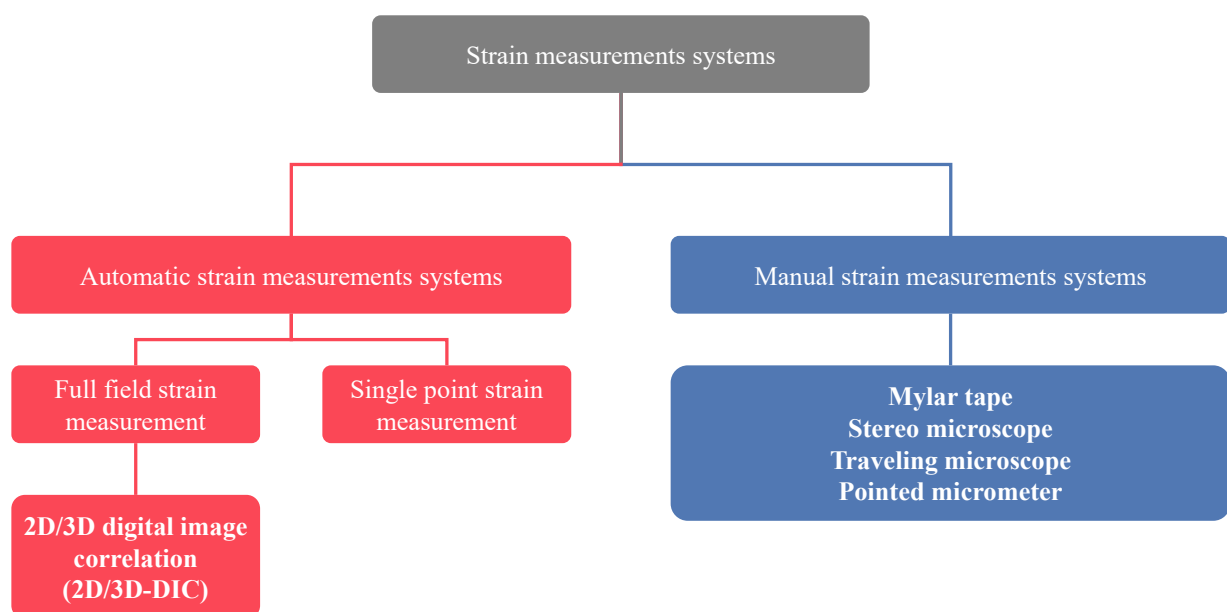 Strain measurements systems
Automatic strain measurements systems
Manual strain measurements systems
Full field strain
measurement
Single point strain
measurement
Mylar tape
Stereo microscope
Traveling microscope
Pointed micrometer
2D/3D digital image
correlation
(2D/3D-DIC)